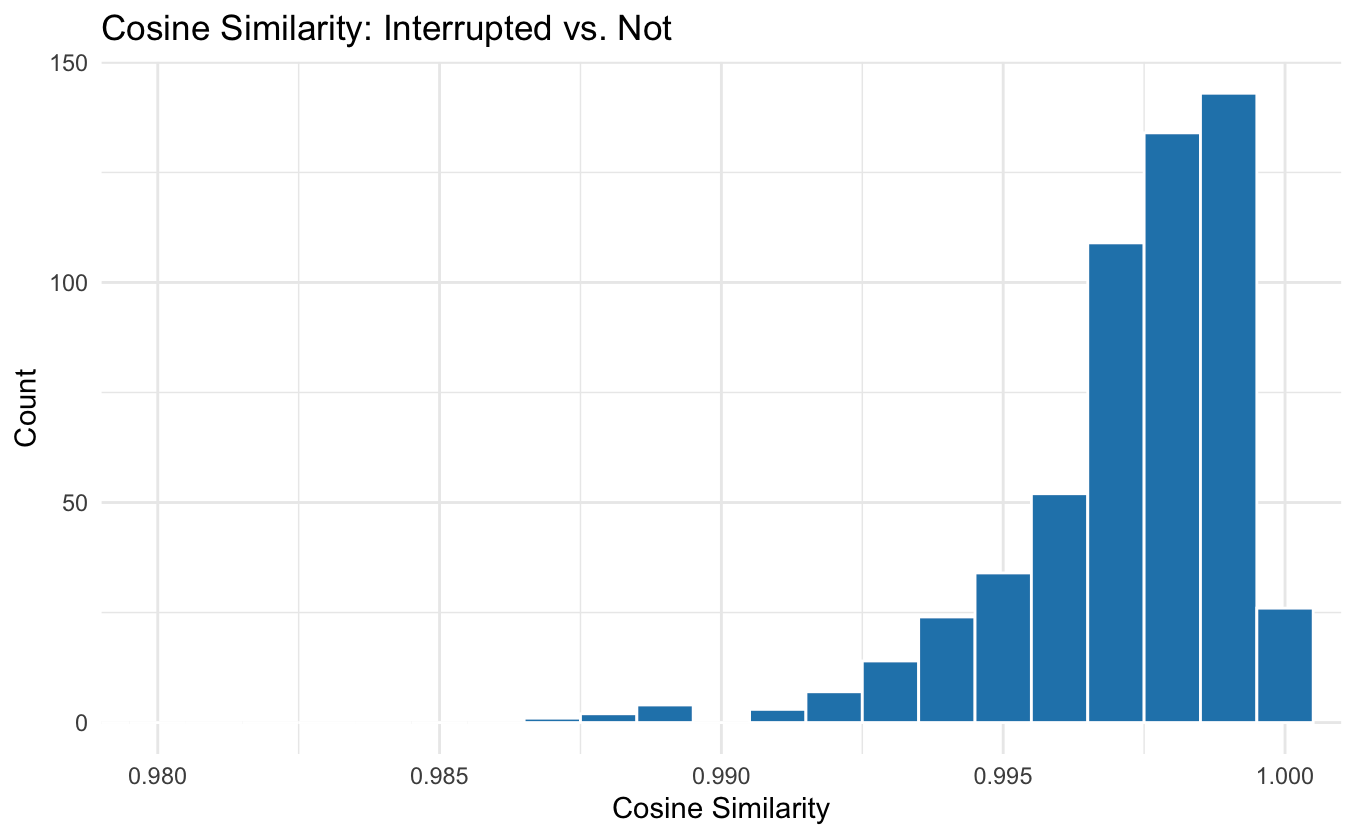 Cosine Similarity: Interrupted vs. Not
150
100
50
0
Count
0.980 0.985 0.990 0.995 1.000
Cosine Similarity